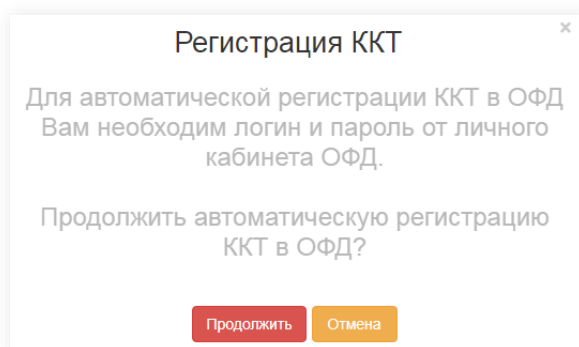 ×
Регистрация ККТ
Для автоматической регистрации ККТ в ОФД
Вам необходим логин и пароль от личного
кабинета ОФД.
Продолжить автоматическую регистрацию
ККТ в ОФД?
Продолжить Отмена